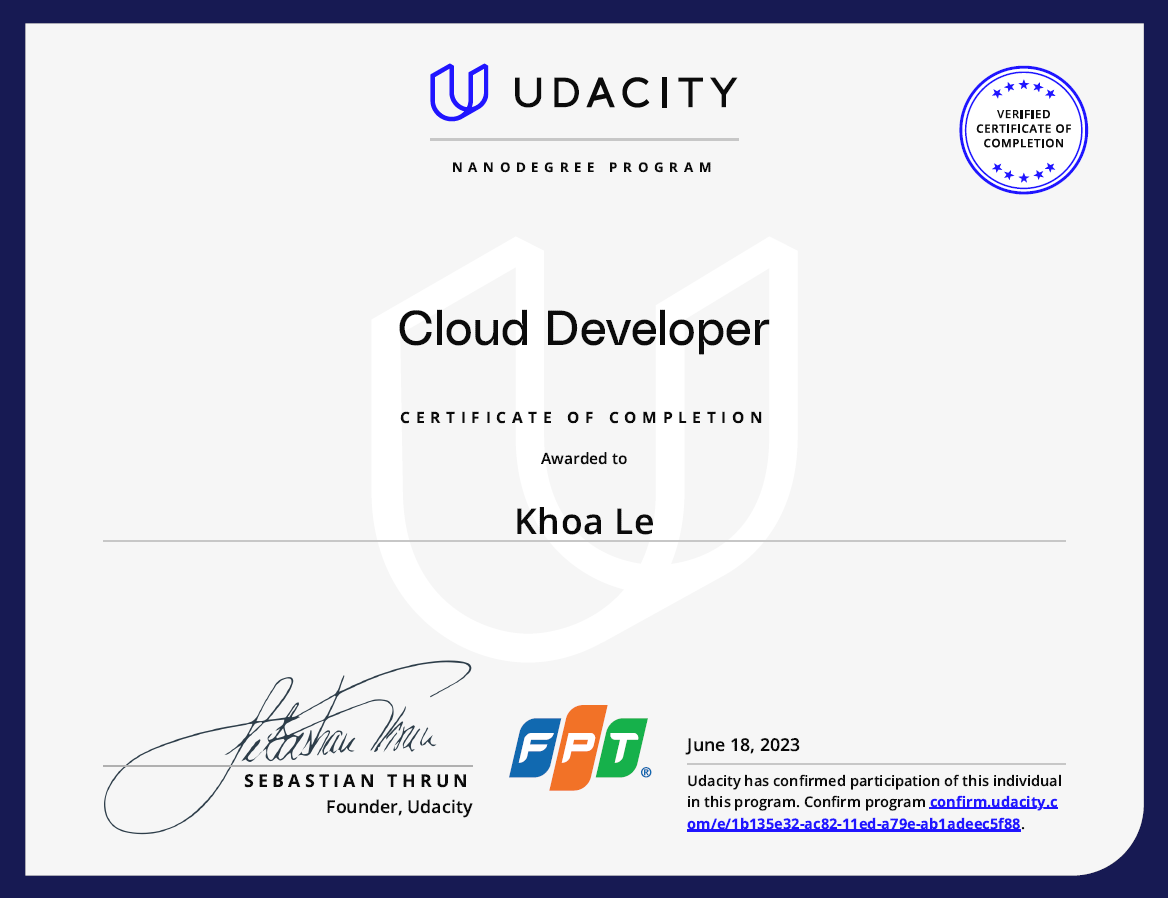 UDACITY
NANODEGREE PROGRAM
VERIFIED
CERTIFICATE OF
COMPLETION
Cloud Developer
CERTIFICATE OF COMPLETION
Awarded to
Khoa Le
Sebastian Thrun
SEBASTIAN THRUN
Founder, Udacity
FPT®
June 18, 2023
Udacity has confirmed participation of this individual
in this program. Confirm program confirm.udacity.c
om/e/1b135e32-ac82-11ed-a79e-ab1adeec5f88.